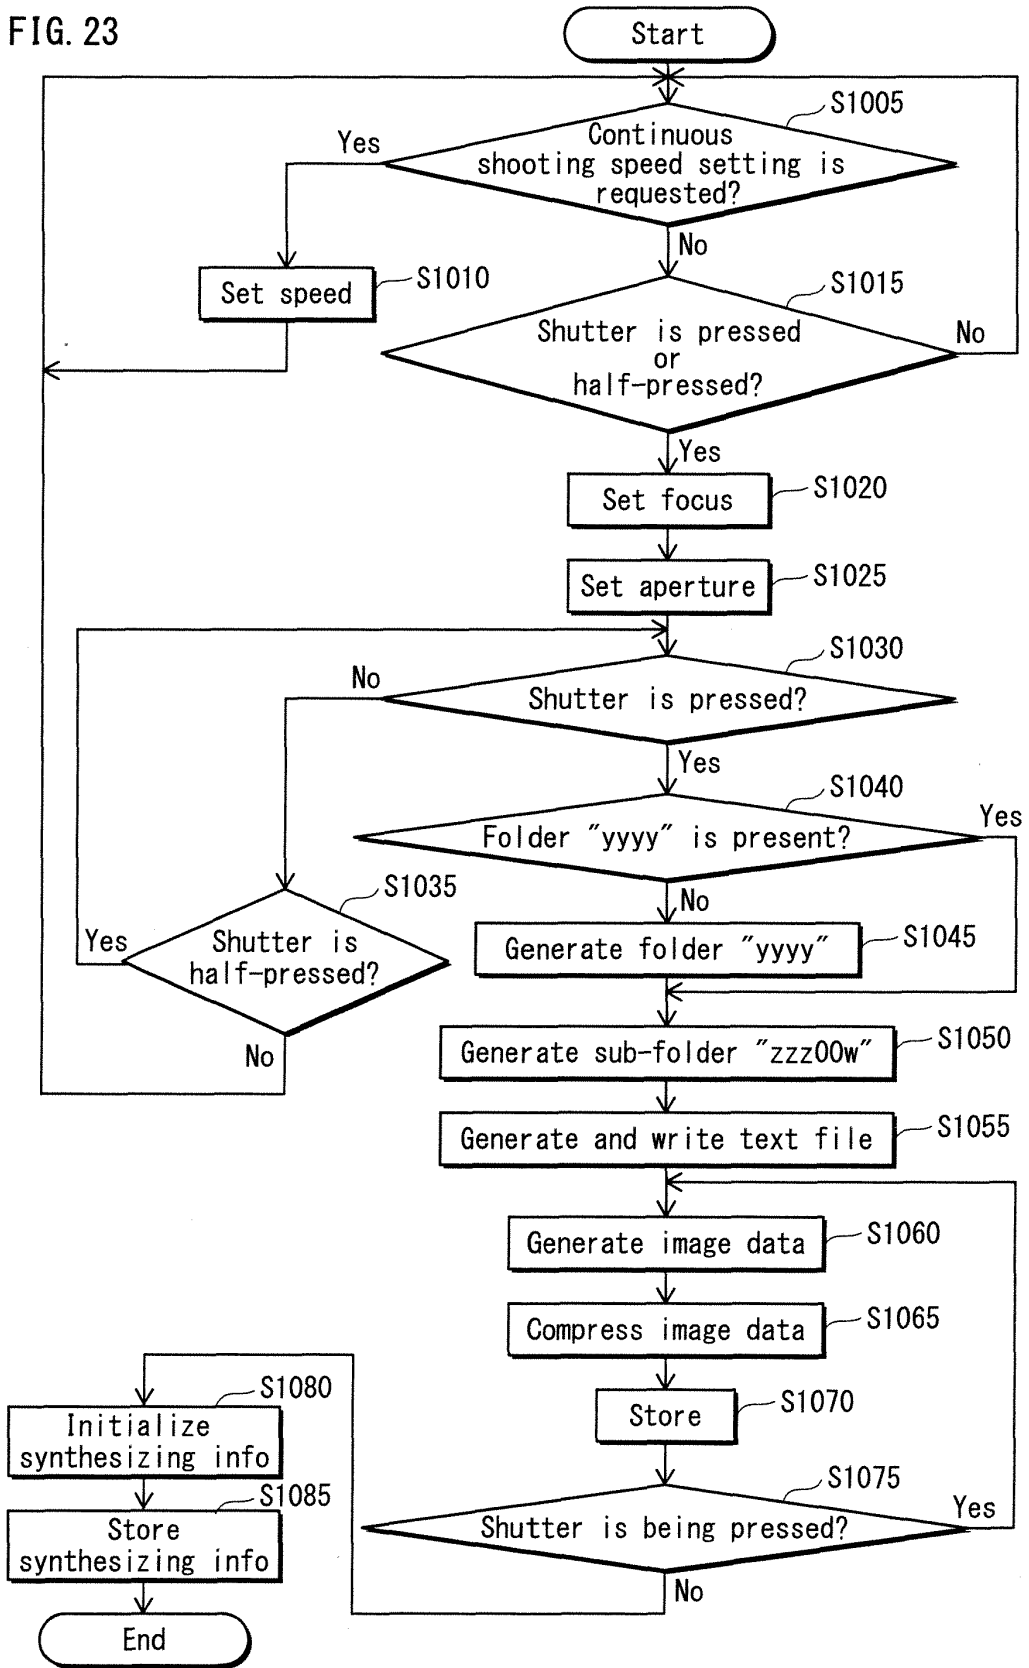 FIG. 23
Start
S1005
Continuous
shooting speed setting is
requested?
Yes
No
Set speed
S1010
S1015
Shutter is pressed
or
half-pressed?
No
Yes
Set focus
S1020
Set aperture
S1025
S1030
Shutter is pressed?
No
Yes
S1040
Folder "yyyy" is present?
Yes
No
S1035
Shutter is
half-pressed?
Yes
No
Generate folder "yyyy"
S1045
Generate sub-folder "zzz00w"
S1050
Generate and write text file
S1055
Generate image data
S1060
Compress image data
S1065
Store
S1070
S1075
Shutter is being pressed?
Yes
No
S1080
Initialize
synthesizing info
S1085
Store
synthesizing info
End